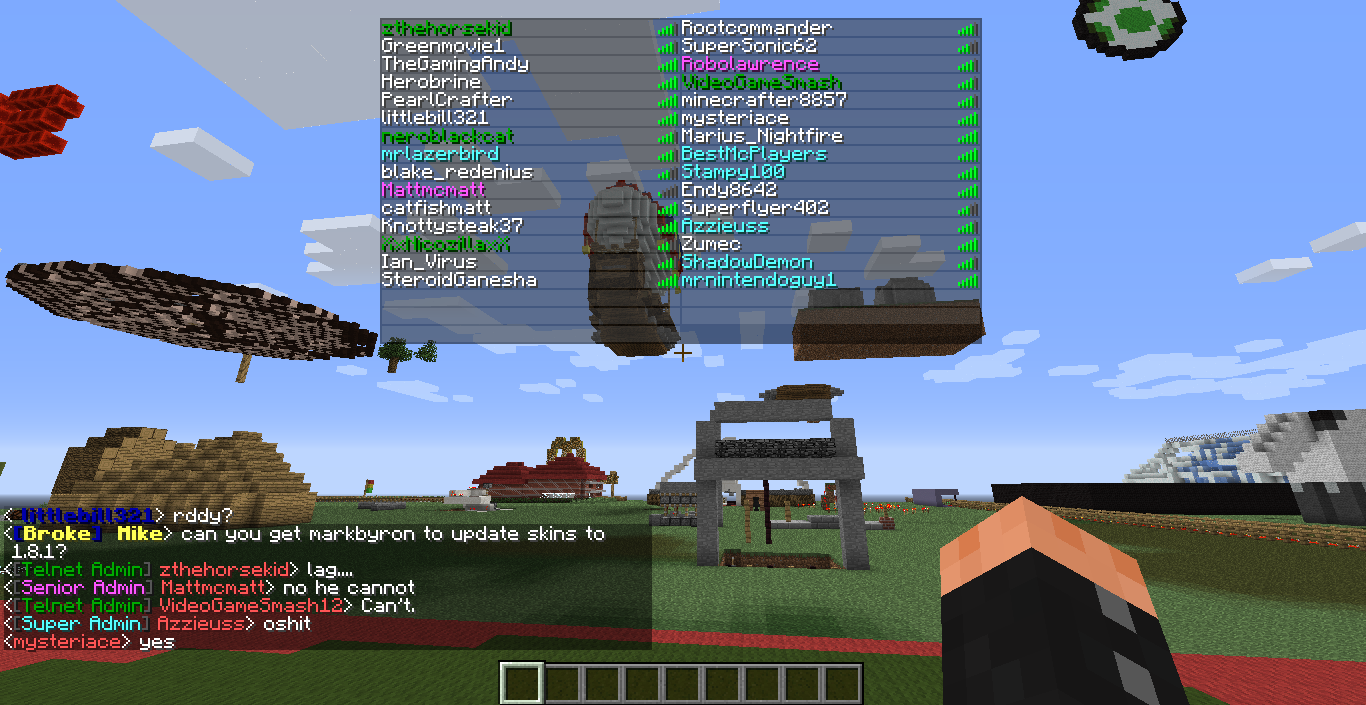 zthehorsekid
Greenmovie1
TheGamingAndy
Herobrine
PearlCrafter
littlebill321
neroblackcat
mrlazerbird
blake_redenius
Mattmcmatt
catfishmatt
Knottysteak37
XxNicozillaxX
Ian_Virus
SteroidGanesha
Rootcommander
SuperSonic62
Robolawrence
VideoGameSmash
minecrafter8857
mysteriace
Marius_Nightfire
BestMcPlayers
Stampy100
Endy8642
Superflyer402
Azzieuss
Zumec
ShadowDemon
mrnintendoguy1
< littlebill321> rddy?
<[Broke] Mike> can you get markbyron to update skins to
1.8.1?
<[Telnet Admin] zthehorsekid> lag....
<[Senior Admin] Mattmcmatt> no he cannot
<[Telnet Admin] VideoGameSmash12> Can't.
<[Super Admin] Azzieuss> oshit
<mysteriace> yes